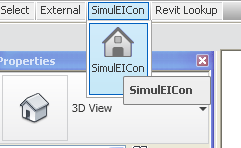 Select External SimulEICon Revit Lookup
SimulEICon
Properties
SimulEICon
3D View